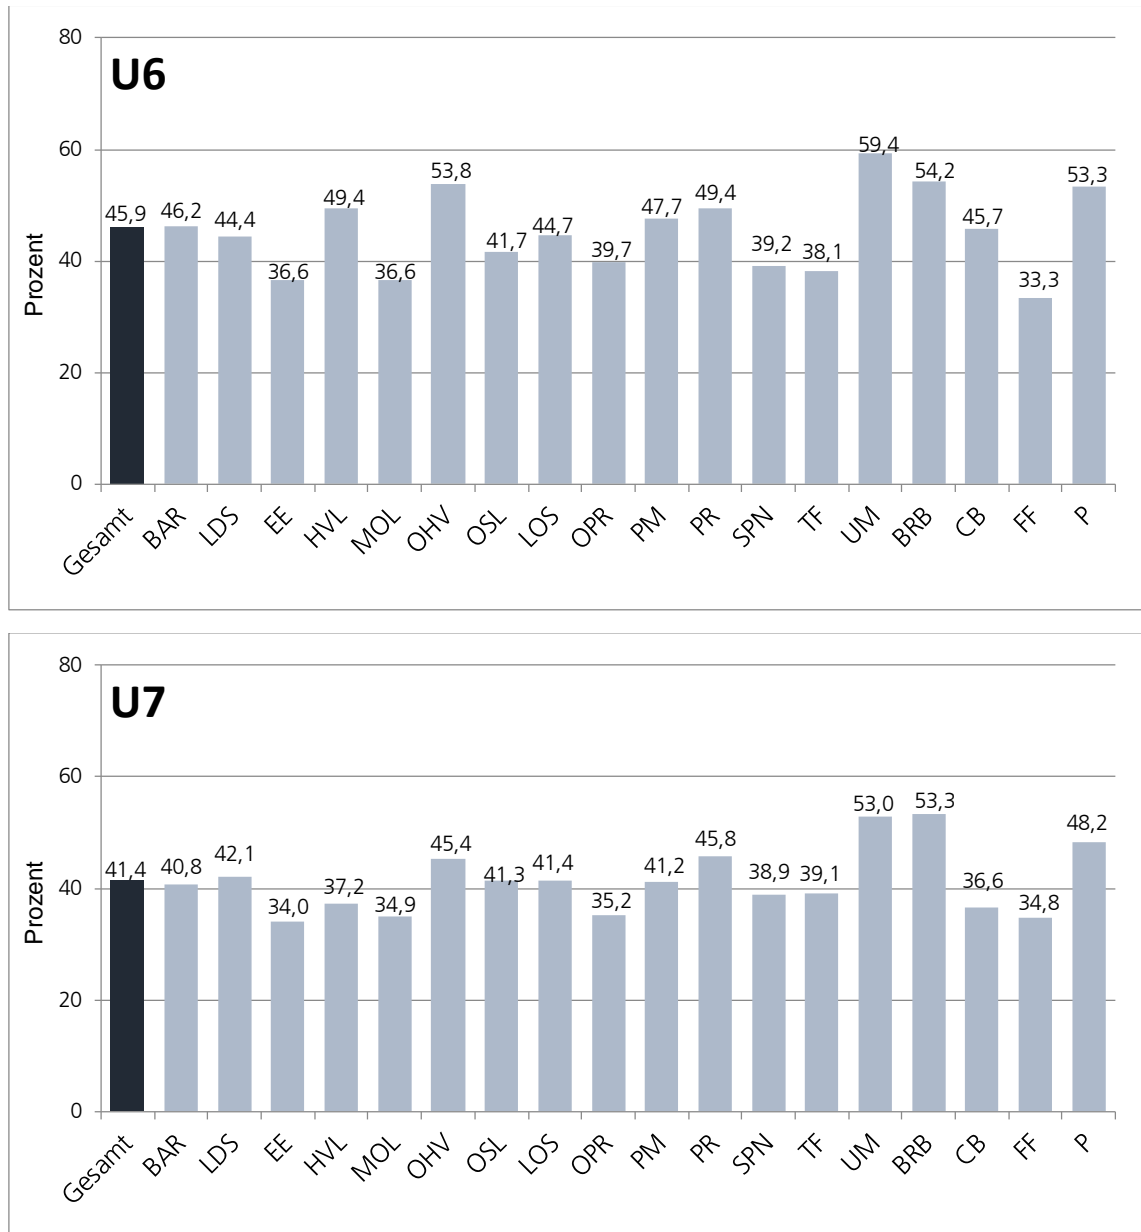 U6
Prozent
80
60
40
20
0
45,9 46,2 44,4 36,6 49,4 36,6 53,8 41,7 44,7 39,7 47,7 49,4 39,2 38,1 59,4 54,2 45,7 33,3 53,3
Gesamt BAR LDS EE HVL MOL OHV OSL LOS OPR PM PR SPN TF UM BRB CB FF P
U7
Prozent
80
60
40
20
0
41,4 40,8 42,1 34,0 37,2 34,9 45,4 41,3 41,4 35,2 41,2 45,8 38,9 39,1 53,0 53,3 36,6 34,8 48,2
Gesamt BAR LDS EE HVL MOL OHV OSL LOS OPR PM PR SPN TF UM BRB CB FF P